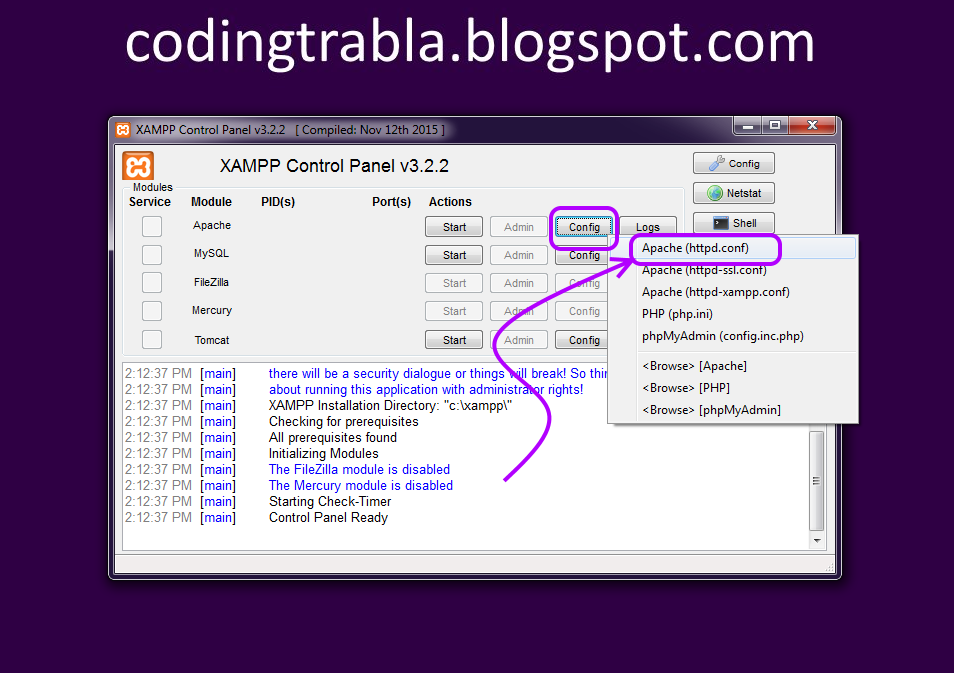 codingtrabla.blogspot.com
XAMPP Control Panel v3.2.2 [ Compiled: Nov 12th 2015 ]
XAMPP Control Panel v3.2.2
Config
Modules
Netstat
Service Module PID(s) Port(s) Actions
Shell
Apache Start Admin Config Logs
MySQL Start Admin Config
FileZilla Start Admin Config
Mercury Start Admin Config
Tomcat Start Admin Config
Apache (httpd.conf)
Apache (httpd-ssl.conf)
Apache (httpd-xampp.conf)
PHP (php.ini)
phpMyAdmin (config.inc.php)
<Browse> [Apache]
<Browse> [PHP]
<Browse> [phpMyAdmin]
2:12:37 PM [main] there will be a security dialogue or things will break! So
2:12:37 PM [main] about running this application with administrator rights!
2:12:37 PM [main] XAMPP Installation Directory: "c:\xampp\"
2:12:37 PM [main] Checking for prerequisites
2:12:37 PM [main] All prerequisites found
2:12:37 PM [main] Initializing Modules
2:12:37 PM [main] The FileZilla module is disabled
2:12:37 PM [main] The Mercury module is disabled
2:12:37 PM [main] Starting Check-Timer
2:12:37 PM [main] Control Panel Ready